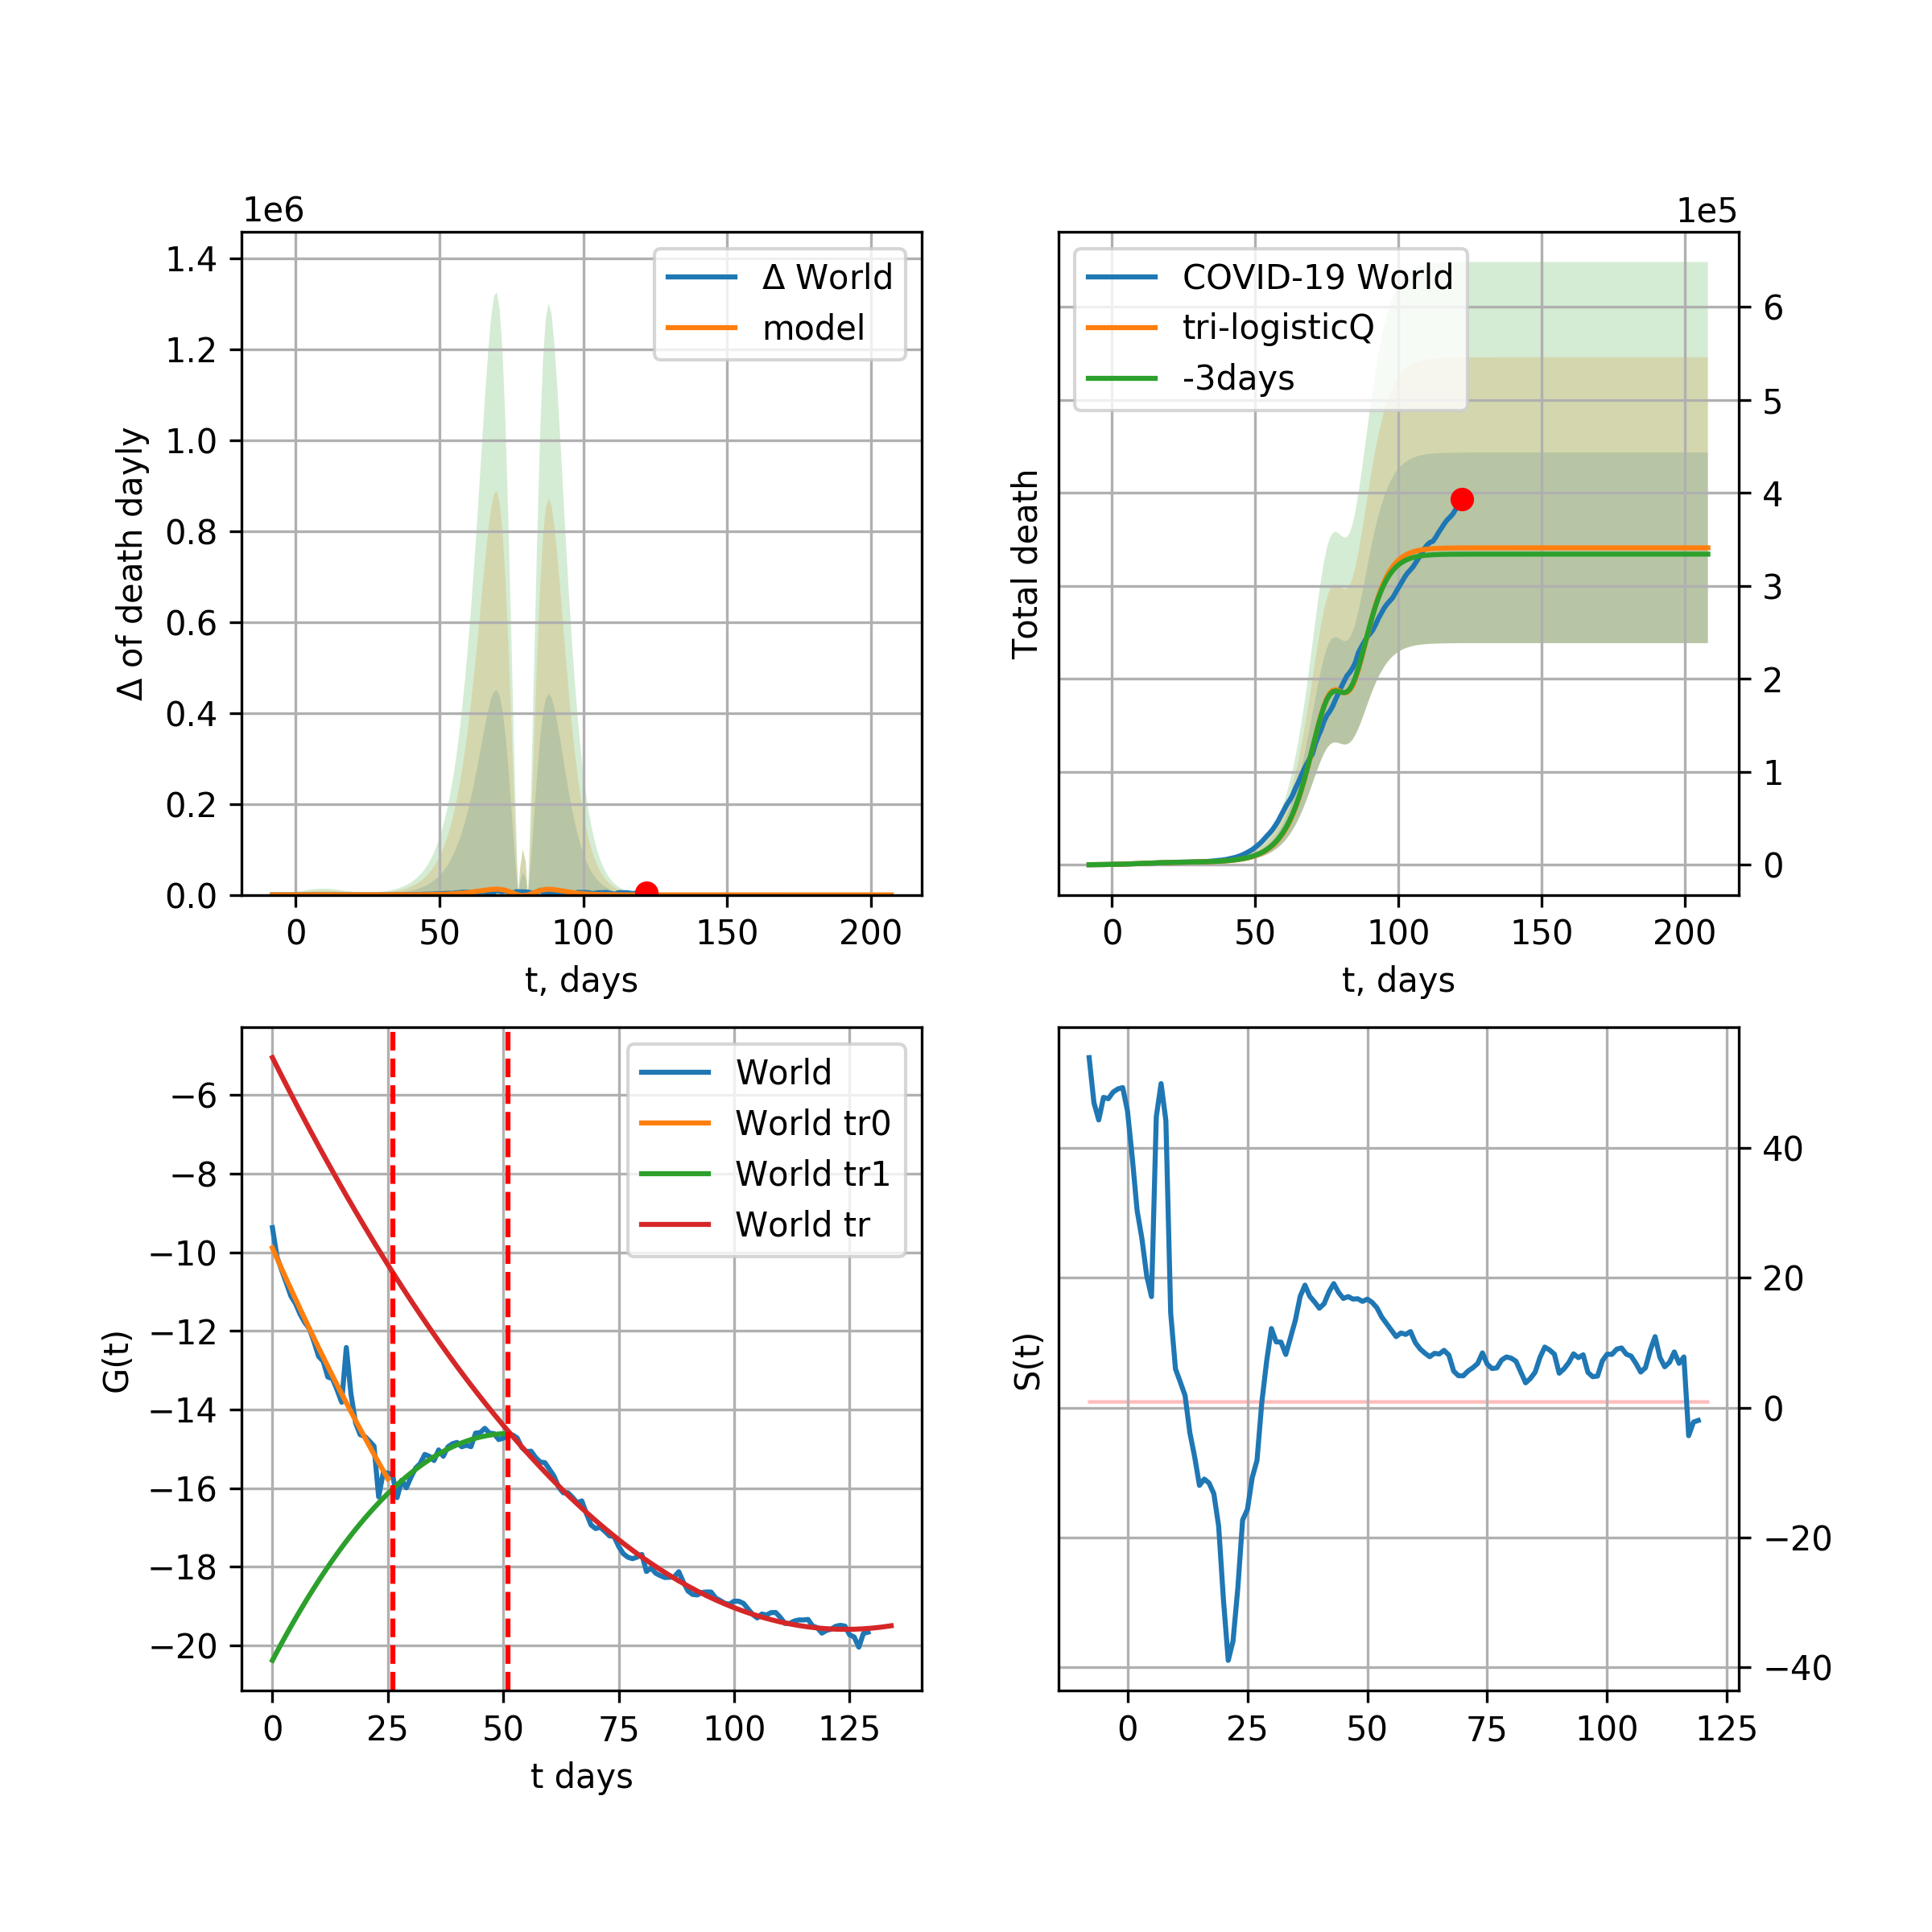 1e6
1.4
1.2
1.0
0.8
0.6
0.4
0.2
0.0
Δ of death dayly
Δ World
model
0 50 100 150 200
t, days
1e5
COVID-19 World
tri-logisticQ
-3days
6
5
4
3
2
1
0
Total death
0 50 100 150 200
t, days
−6
−8
−10
−12
−14
−16
−18
−20
G(t)
World
World tr0
World tr1
World tr
0 25 50 75 100 125
t days
S(t)
40
20
0
−20
−40
0 25 50 75 100 125